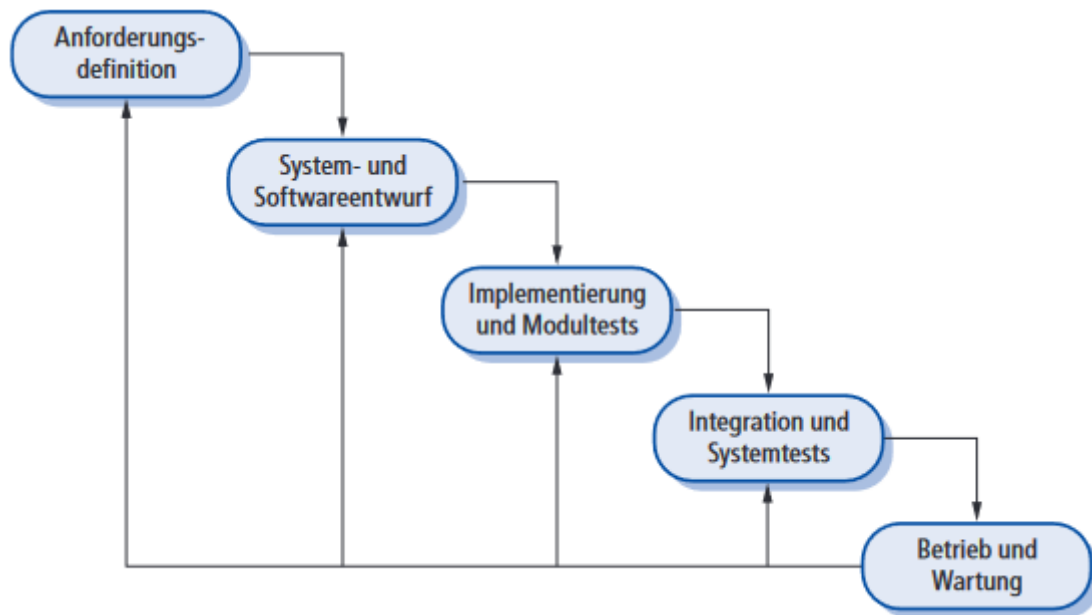 Anforderungs-
definition
System- und
Softwareentwurf
Implementierung
und Modultests
Integration und
Systemtests
Betrieb und
Wartung